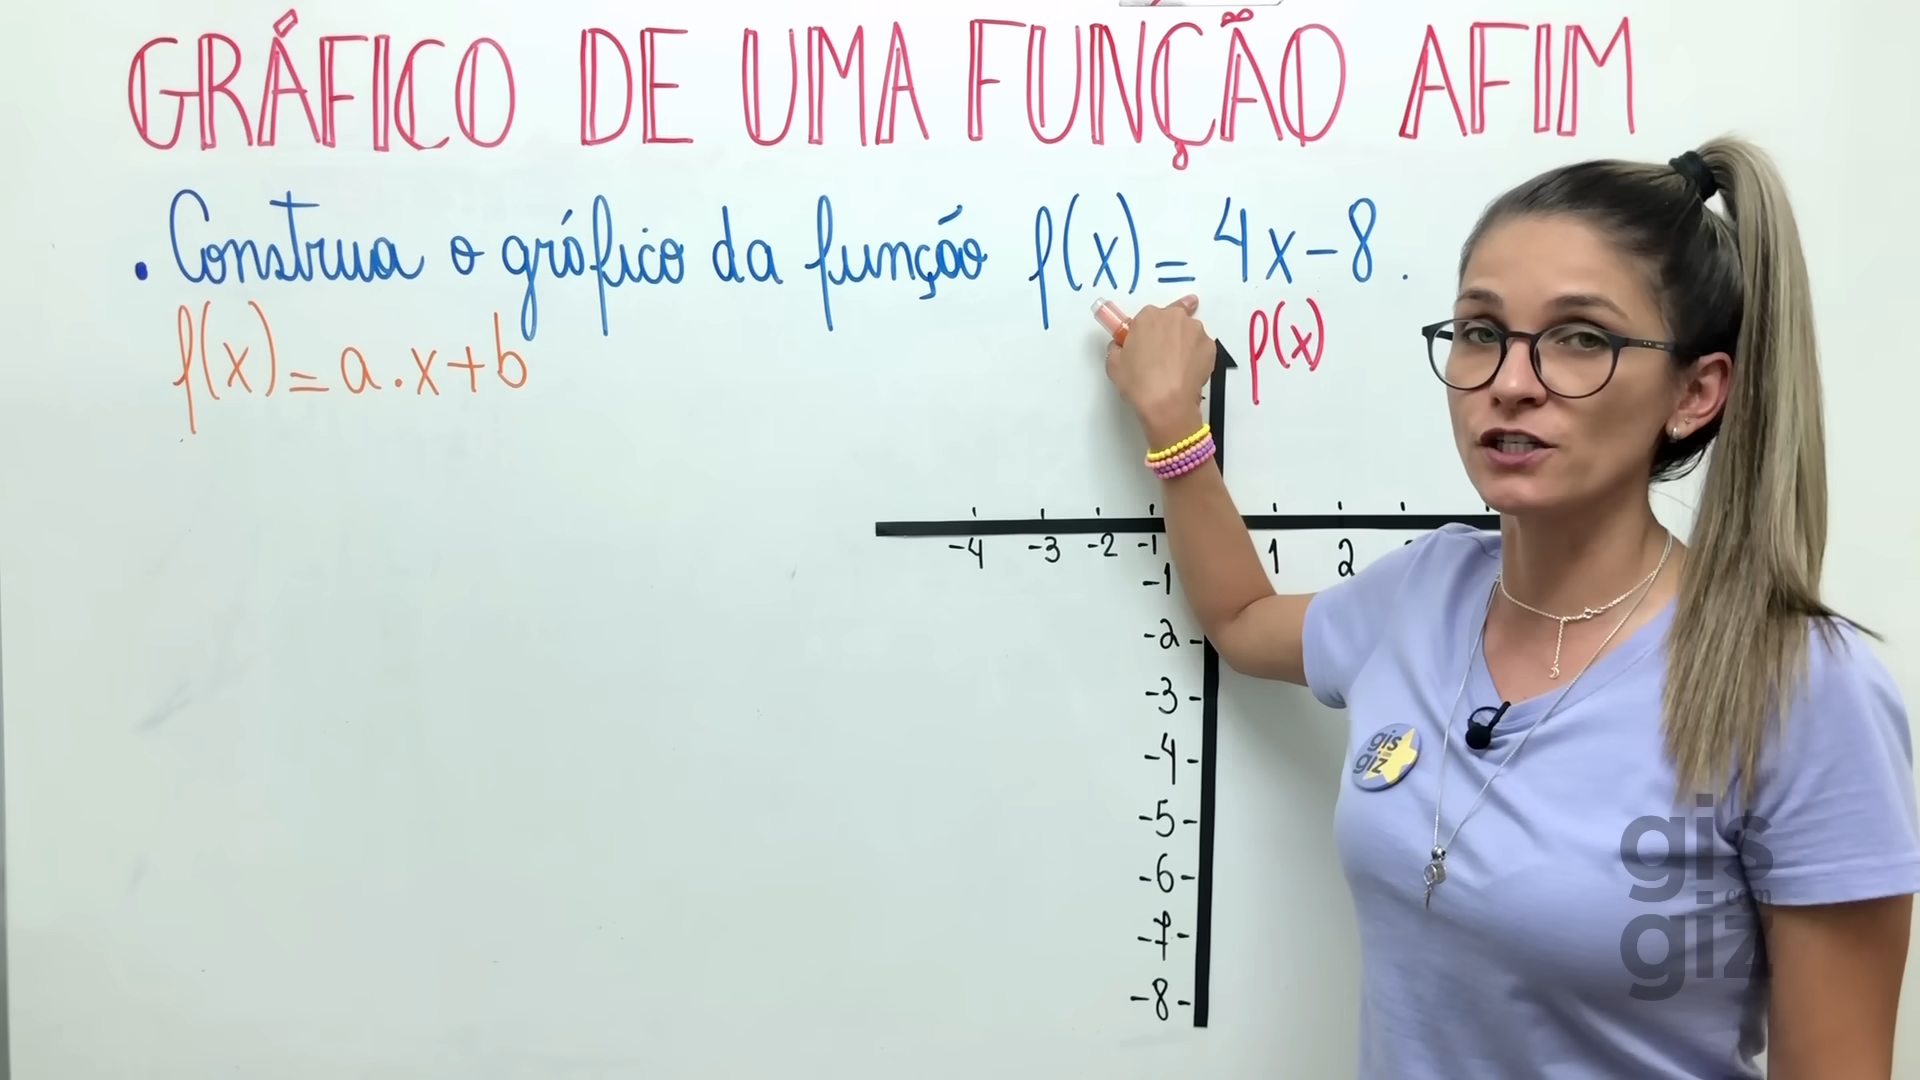 GRÁFICO DE UMA FUNÇÃO AFIM
. Construa o gráfico da função f(x) = 4x - 8 .
f(x) = a . x + b
f(x)
-4 -3 -2 -1 1 2
-1
-2
-3
-4
-5
-6
-7
-8
gis
giz
gis
com
giz